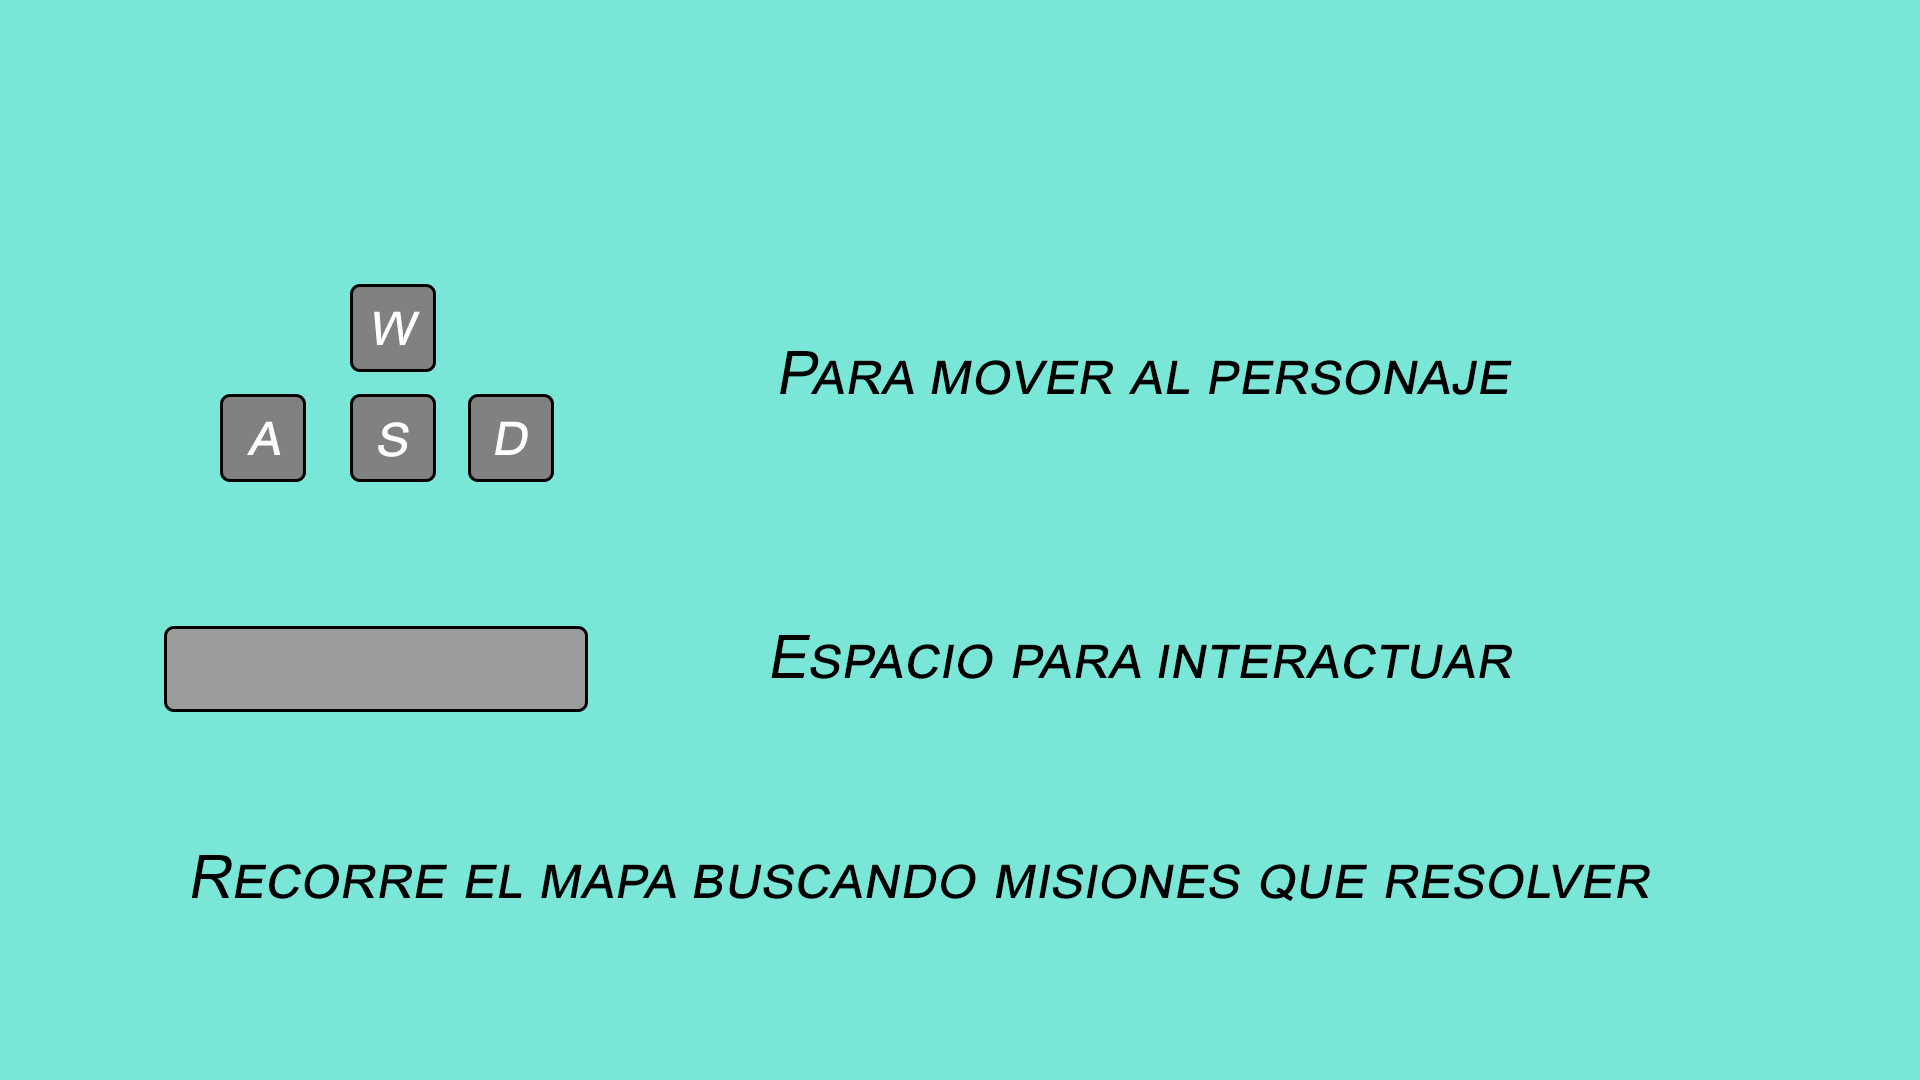 W
A S D
Para mover al personaje
Espacio para interactuar
Recorre el mapa buscando misiones que resolver